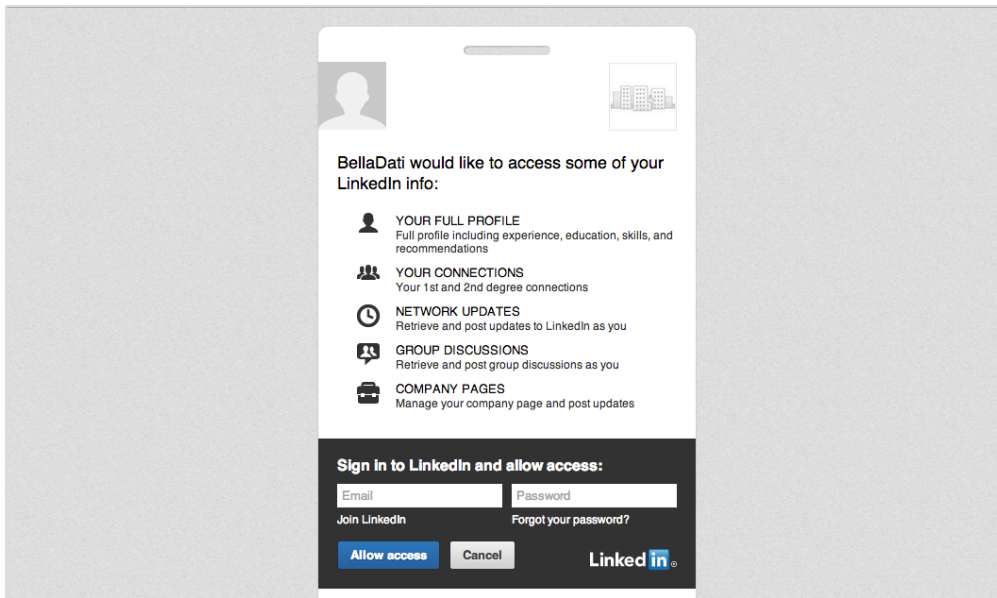 BellaDati would like to access some of your
LinkedIn info:
YOUR FULL PROFILE
Full profile including experience, education, skills, and
recommendations
YOUR CONNECTIONS
Your 1st and 2nd degree connections
NETWORK UPDATES
Retrieve and post updates to LinkedIn as you
GROUP DISCUSSIONS
Retrieve and post group discussions as you
COMPANY PAGES
Manage your company page and post updates
Sign in to LinkedIn and allow access:
Email Password
Join LinkedIn Forgot your password?
Allow access Cancel LinkedIn®